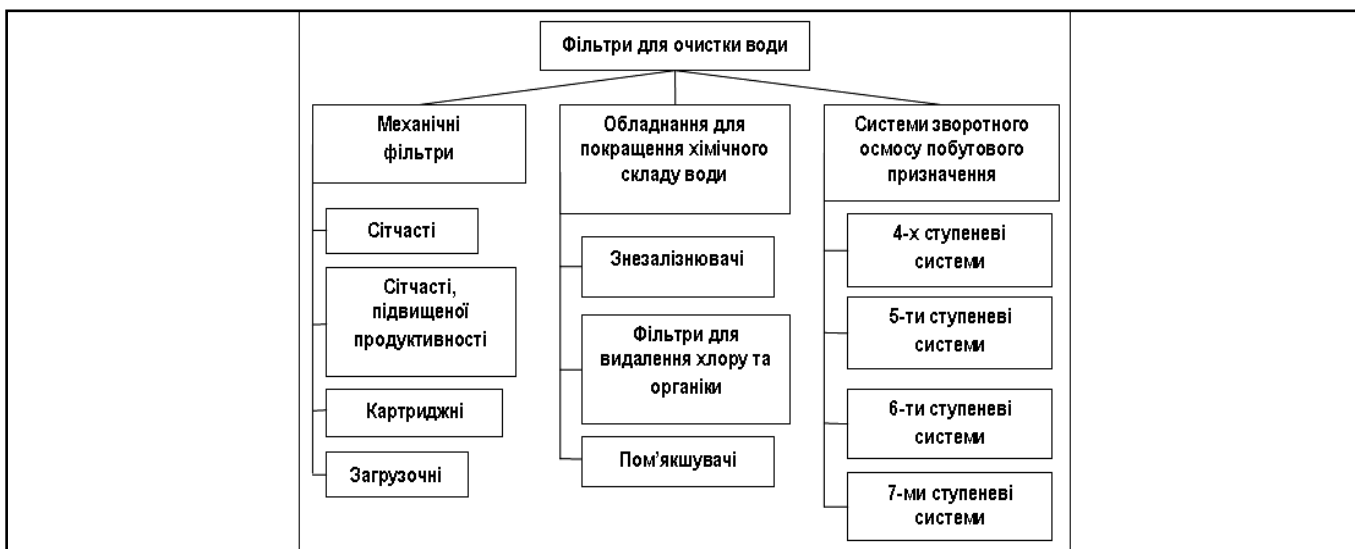 Фільтри для очистки води
Механічні
фільтри
Сітчасті
Сітчасті,
підвищеної
продуктивності
Картриджні
Загрузочні
Обладнання для
покращення хімічного
складу води
Знезалізнювачі
Фільтри для
видалення хлору та
органіки
Пом’якшувачі
Системи зворотного
осмосу побутового
призначення
4-х ступеневі
системи
5-ти ступеневі
системи
6-ти ступеневі
системи
7-ми ступеневі
системи